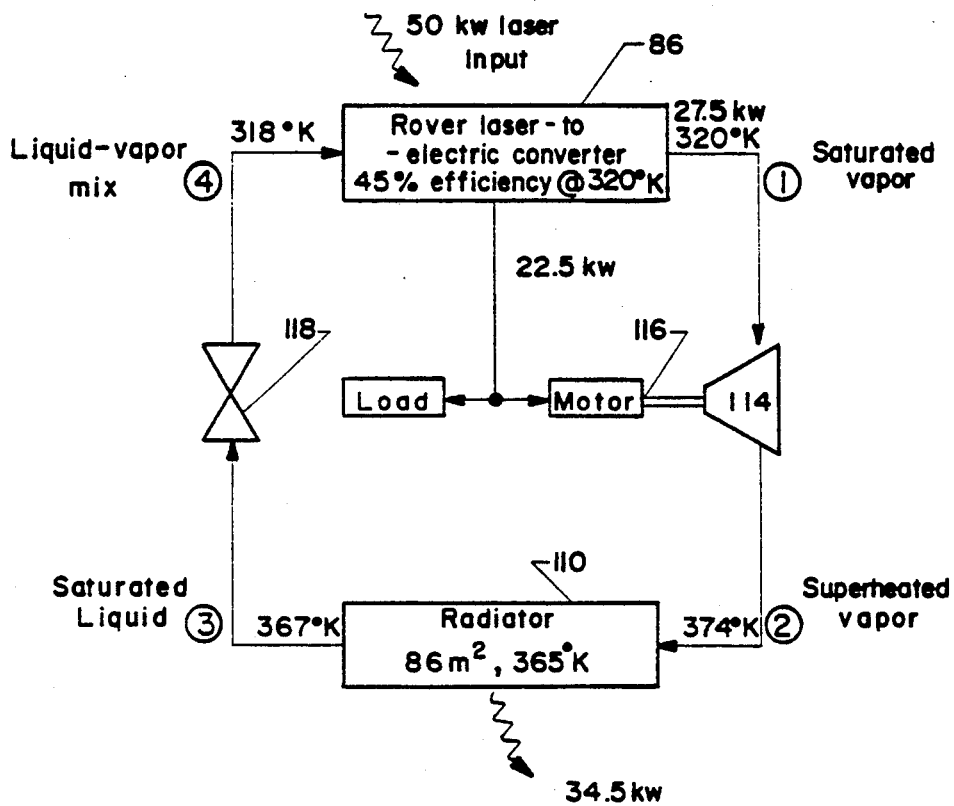 50 kw laser
Input
86
27.5 kw
320°K
318°K
Rover laser-to
-electric converter
45% efficiency @ 320°K
Liquid-vapor
mix
④
①
Saturated
vapor
22.5 kw
118
116
Load
Motor
114
110
Saturated
Liquid
③
367°K
Radiator
86 m², 365°K
374°K
②
Superheated
vapor
34.5 kw